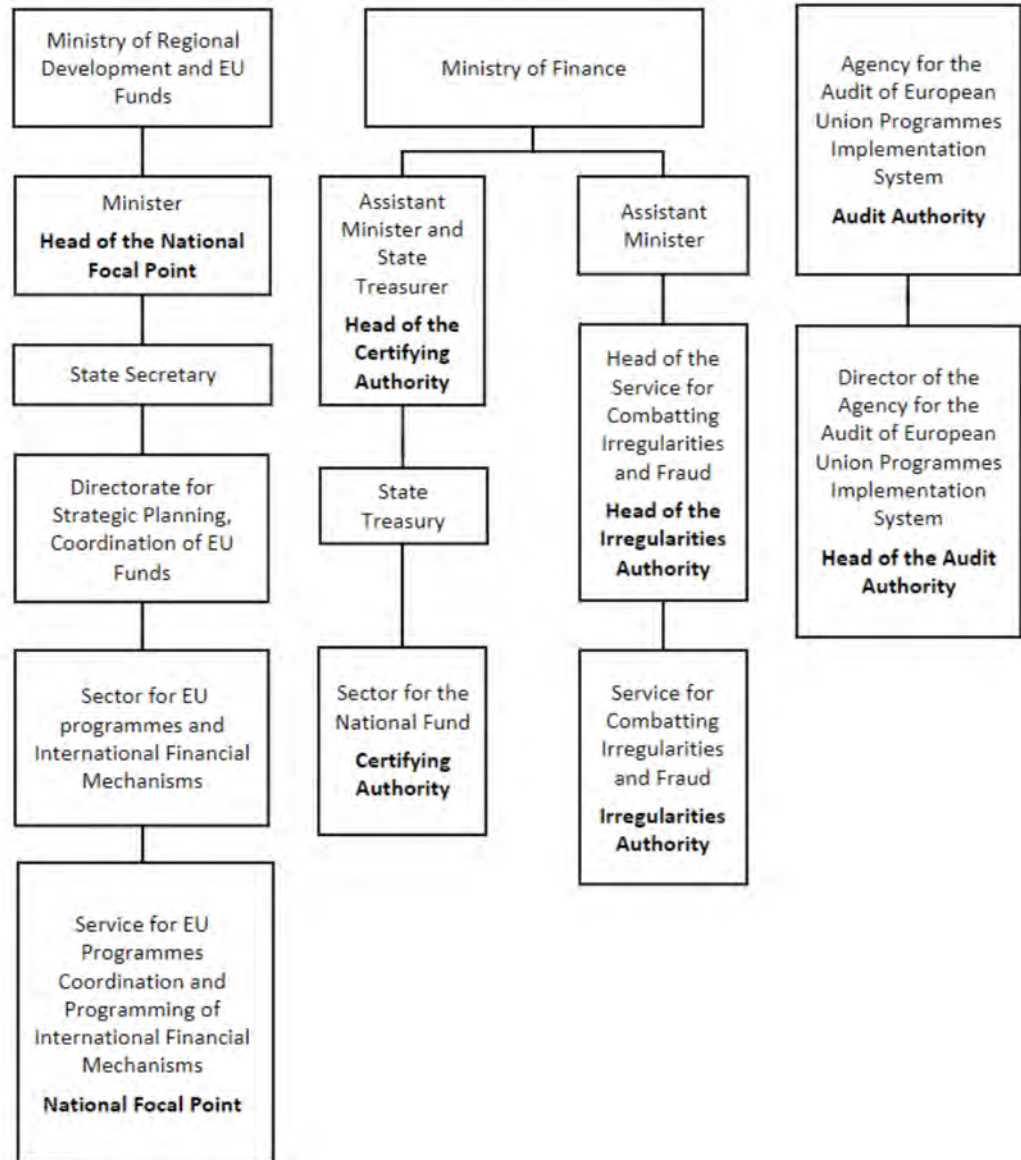 Ministry of Regional
Development and EU
Funds
Minister
Head of the National
Focal Point
State Secretary
Directorate for
Strategic Planning,
Coordination of EU
Funds
Sector for EU
programmes and
International Financial
Mechanisms
Service for EU
Programmes
Coordination and
Programming of
International Financial
Mechanisms
National Focal Point
Ministry of Finance
Assistant
Minister and
State
Treasurer
Head of the
Certifying
Authority
State
Treasury
Sector for the
National Fund
Certifying
Authority
Assistant
Minister
Head of the
Service for
Combatting
Irregularities
and Fraud
Head of the
Irregularities
Authority
Service for
Combatting
Irregularities
and Fraud
Irregularities
Authority
Agency for the
Audit of European
Union Programmes
Implementation
System
Audit Authority
Director of the
Agency for the
Audit of European
Union Programmes
Implementation
System
Head of the Audit
Authority